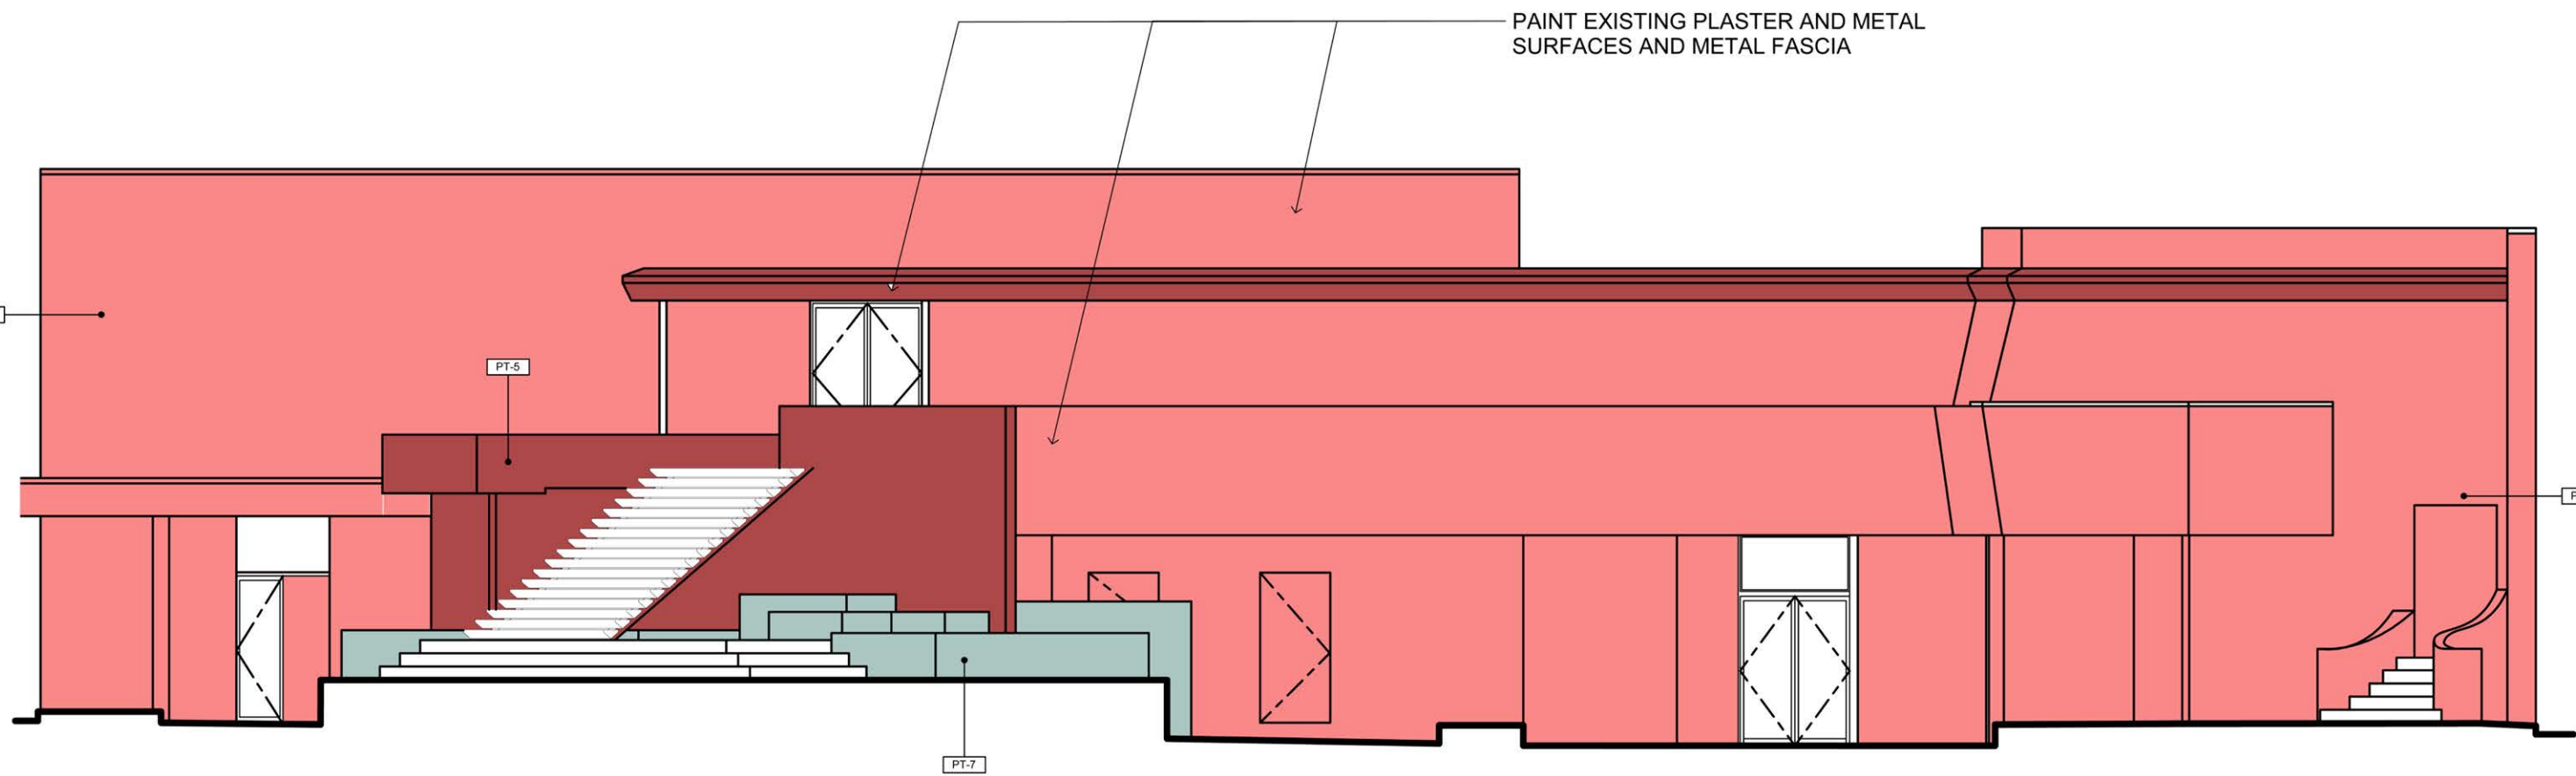 PAINT EXISTING PLASTER AND METAL
SURFACES AND METAL FASCIA
PT-5
PT-7